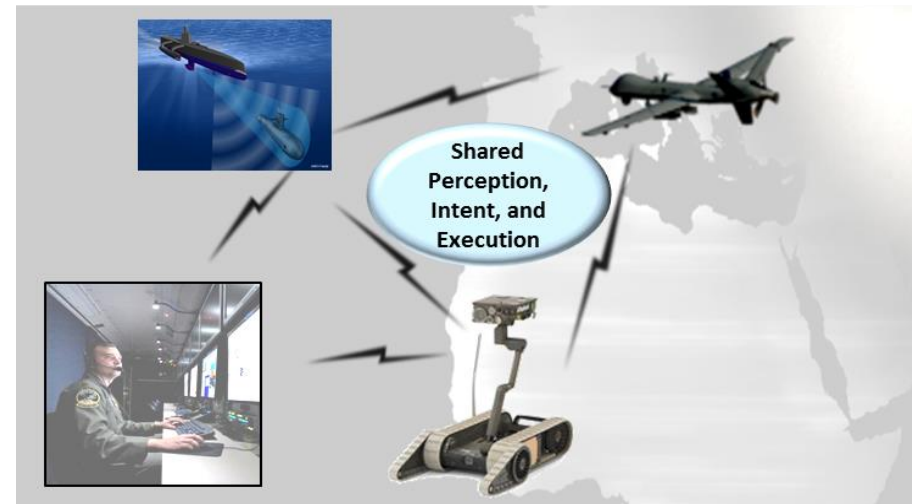 Shared
Perception,
Intent, and
Execution